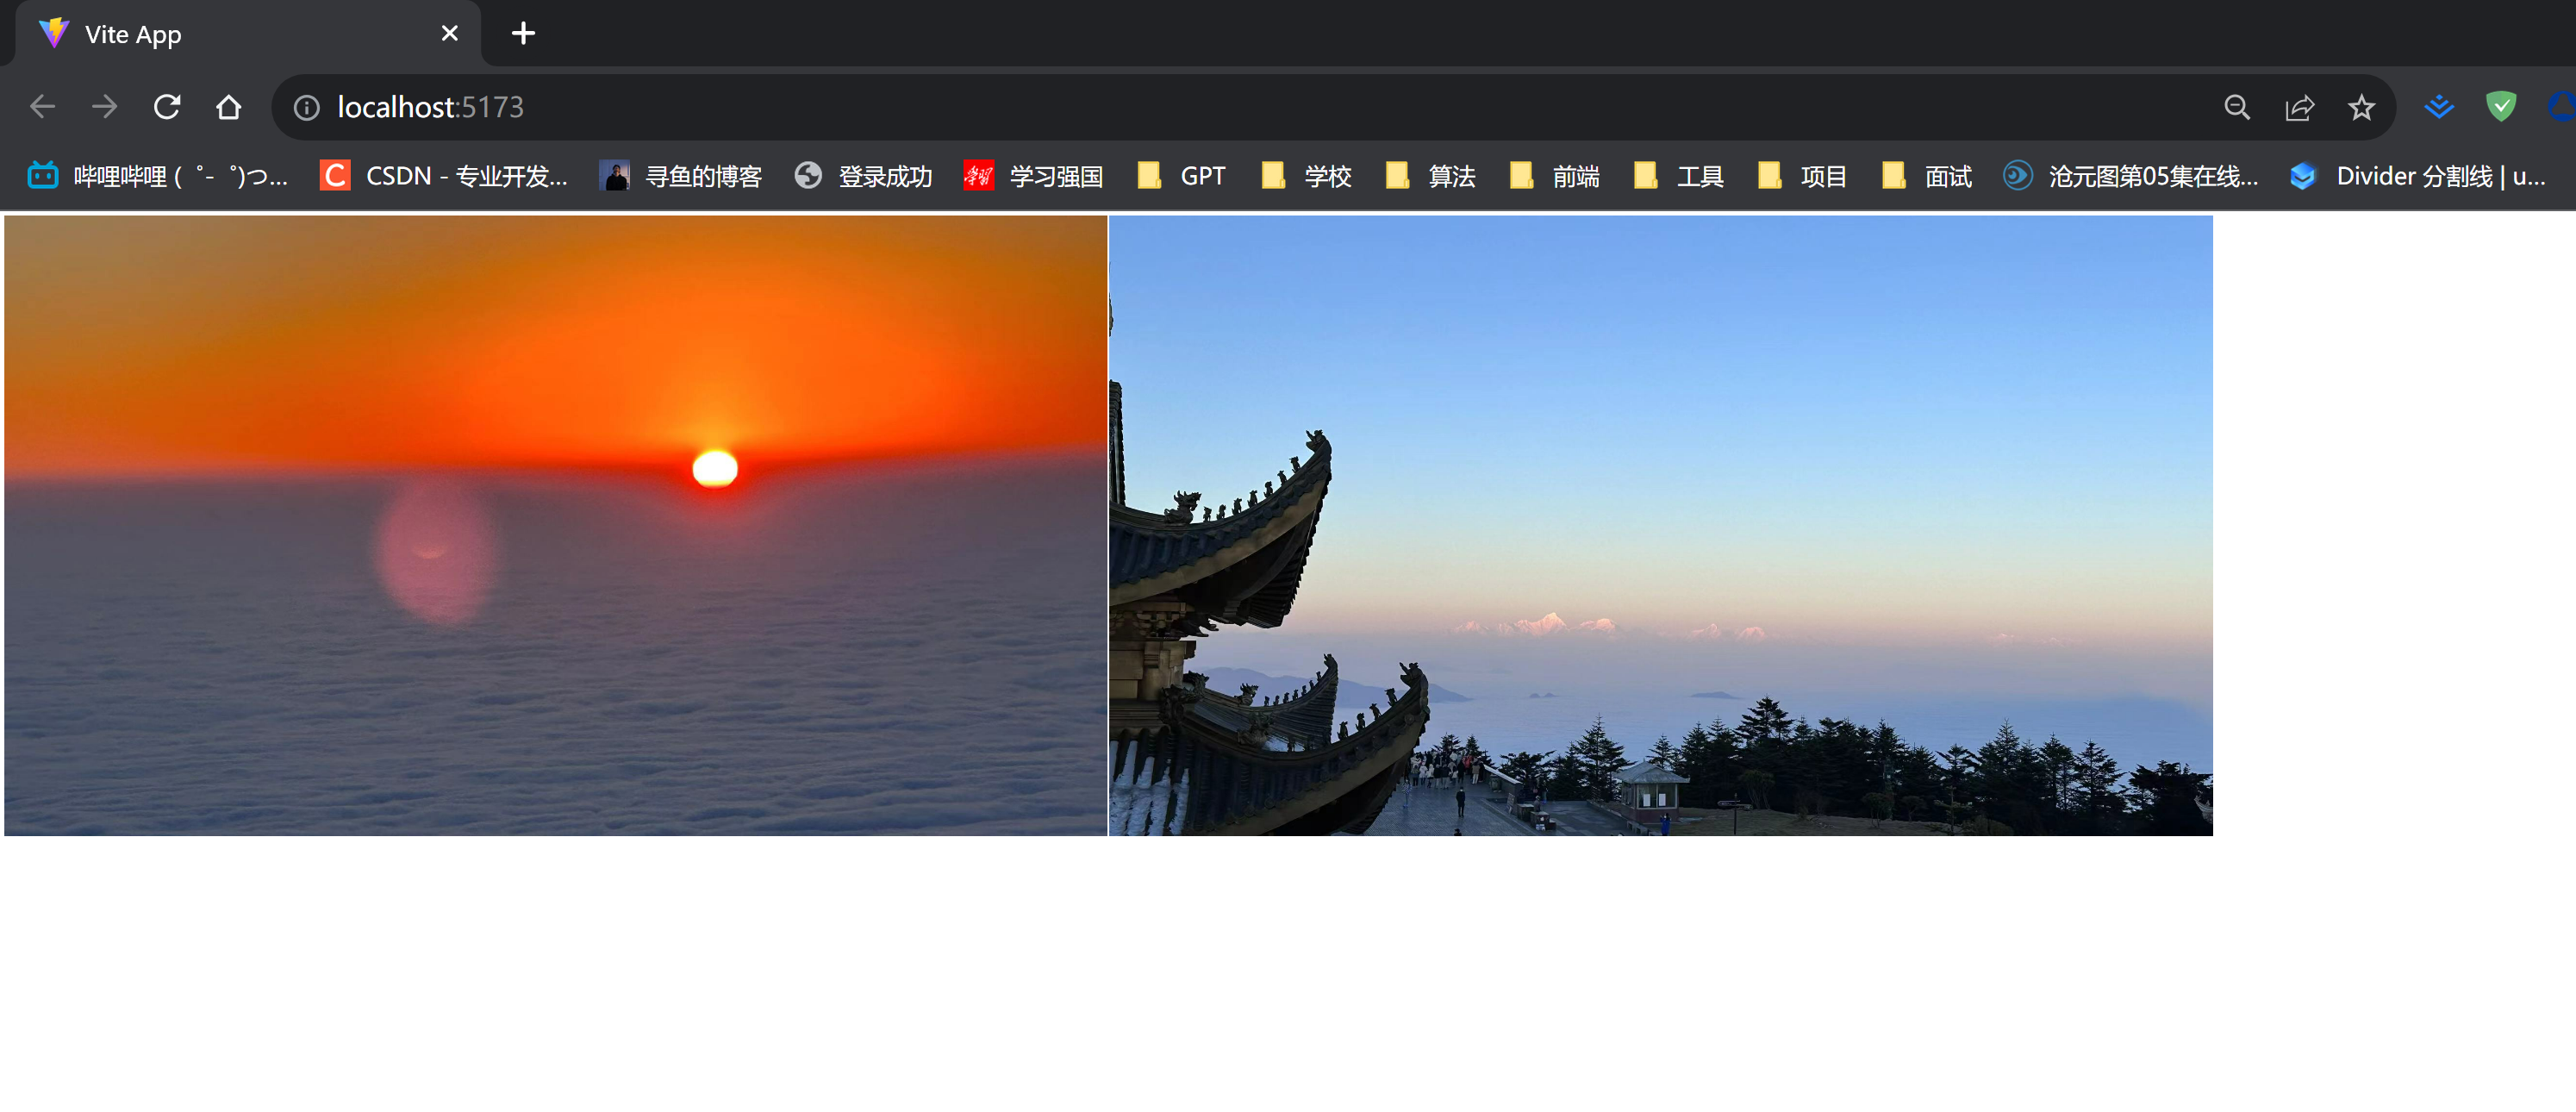 Vite App
localhost:5173
哔哩哔哩 (゜-゜)つ... CSDN - 专业开发... 寻鱼的博客 登录成功 学习强国 GPT 学校 算法 前端 工具 项目 面试 沧元图第05集在线... Divider 分割线 | u...